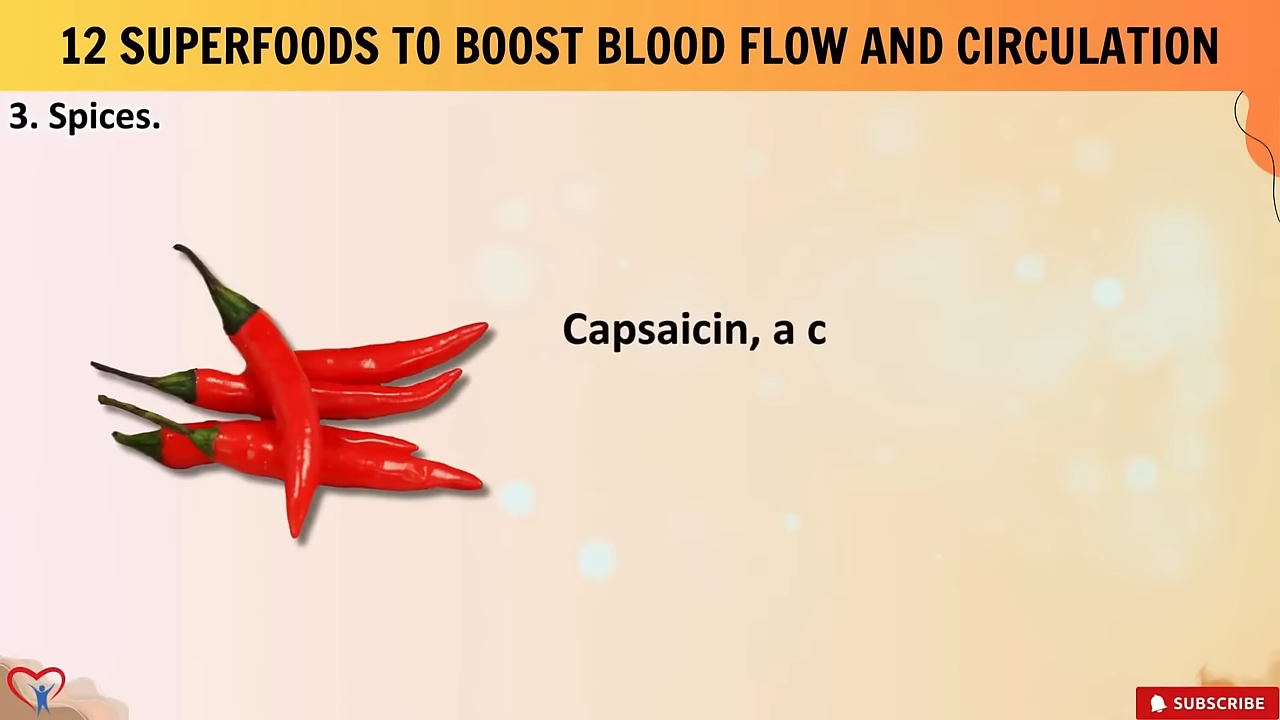 12 SUPERFOODS TO BOOST BLOOD FLOW AND CIRCULATION
3. Spices.
Capsaicin, a c
SUBSCRIBE